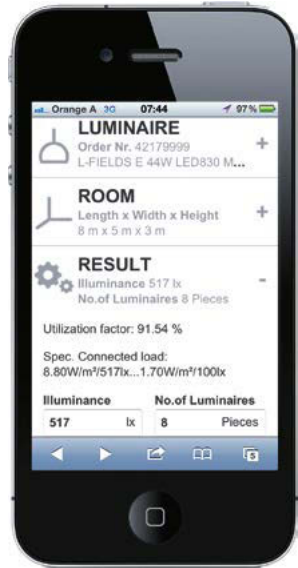 Orange A 3G 07:44 97%
LUMINAIRE
Order Nr. 42179999
L-FIELDS E 44W LED830 M...
+
ROOM
Length x Width x Height
8 m x 5 m x 3 m
+
RESULT
Illuminance 517 lx
No.of Luminaires 8 Pieces
-
Utilization factor: 91.54 %
Spec. Connected load:
8.80W/m²/517lx...1.70W/m²/100lx
Illuminance No.of Luminaires
517 lx 8 Pieces
5